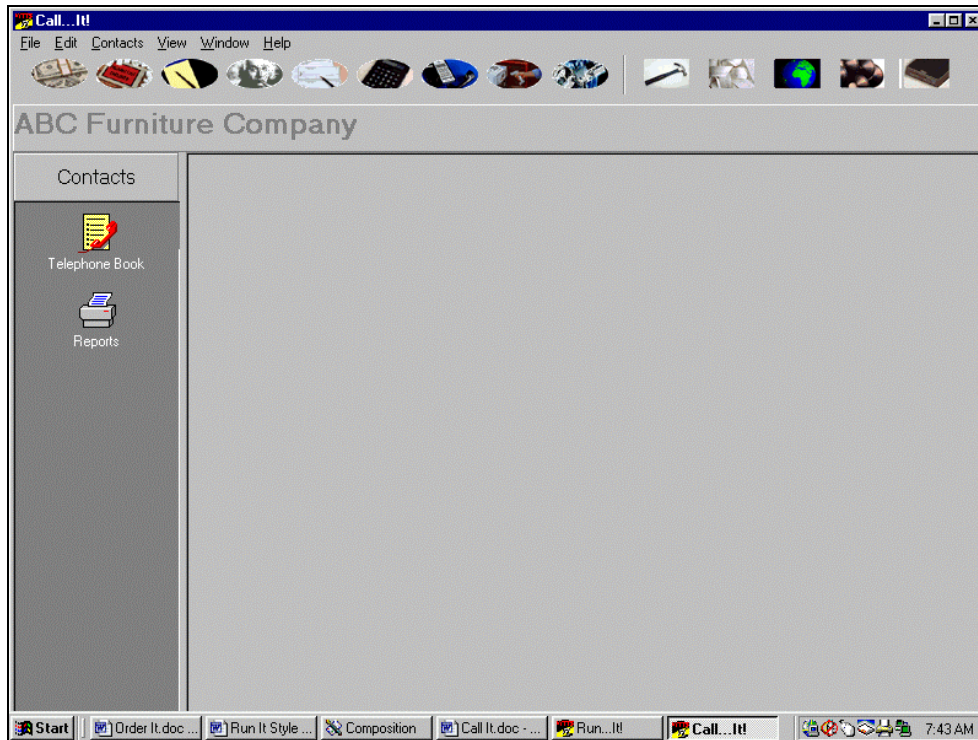 Call...It!
File Edit Contacts View Window Help
ABC Furniture Company
Contacts
Telephone Book
Reports
Start Order It.doc ... Run It Style ... Composition Call It.doc - ... Run...It! Call...It! 7:43 AM